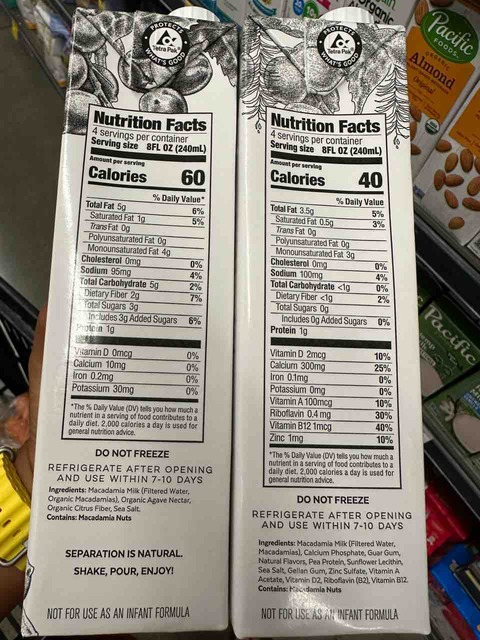 PROTECTS
Tetra Pak
WHAT'S GOOD
Nutrition Facts
4 servings per container
Serving size 8FL OZ (240mL)
Amount per serving
Calories 60
% Daily Value*
Total Fat 5g 6%
Saturated Fat 1g 5%
Trans Fat 0g
Polyunsaturated Fat 0g
Monounsaturated Fat 4g
Cholesterol 0mg 0%
Sodium 95mg 4%
Total Carbohydrate 5g 2%
Dietary Fiber 2g 7%
Total Sugars 3g
Includes 3g Added Sugars 6%
Protein 1g
Vitamin D 0mcg 0%
Calcium 10mg 0%
Iron 0.2mg 0%
Potassium 30mg 0%
*The % Daily Value (DV) tells you how much a
nutrient in a serving of food contributes to a
daily diet. 2,000 calories a day is used for
general nutrition advice.
DO NOT FREEZE
REFRIGERATE AFTER OPENING
AND USE WITHIN 7-10 DAYS
Ingredients: Macadamia Milk (Filtered Water,
Organic Macadamias), Organic Agave Nectar,
Organic Citrus Fiber, Sea Salt.
Contains: Macadamia Nuts
SEPARATION IS NATURAL.
SHAKE, POUR, ENJOY!
NOT FOR USE AS AN INFANT FORMULA
PROTECTS
Tetra Pak
WHAT'S GOOD
Nutrition Facts
4 servings per container
Serving size 8FL OZ (240mL)
Amount per serving
Calories 40
% Daily Value*
Total Fat 3.5g 5%
Saturated Fat 0.5g 3%
Trans Fat 0g
Polyunsaturated Fat 0g
Monounsaturated Fat 3g
Cholesterol 0mg 0%
Sodium 100mg 4%
Total Carbohydrate <1g 0%
Dietary Fiber <1g 2%
Total Sugars 0g
Includes 0g Added Sugars 0%
Protein 1g
Vitamin D 2mcg 10%
Calcium 300mg 25%
Iron 0.1mg 0%
Potassium 0mg 0%
Vitamin A 100mcg 10%
Riboflavin 0.4 mg 30%
Vitamin B12 1mcg 40%
Zinc 1mg 10%
*The % Daily Value (DV) tells you how much a
nutrient in a serving of food contributes to a
daily diet. 2,000 calories a day is used for
general nutrition advice.
DO NOT FREEZE
REFRIGERATE AFTER OPENING
AND USE WITHIN 7-10 DAYS
Ingredients: Macadamia Milk (Filtered Water,
Macadamias), Calcium Phosphate, Guar Gum,
Natural Flavors, Pea Protein, Sunflower Lecithin,
Sea Salt, Gellan Gum, Zinc Sulfate, Vitamin A
Acetate, Vitamin D2, Riboflavin (B2), Vitamin B12.
Contains: Macadamia Nuts
NOT FOR USE AS AN INFANT FORMULA
Organic
Pacific
FOODS
ORGANIC
Almond
Original
Pacific